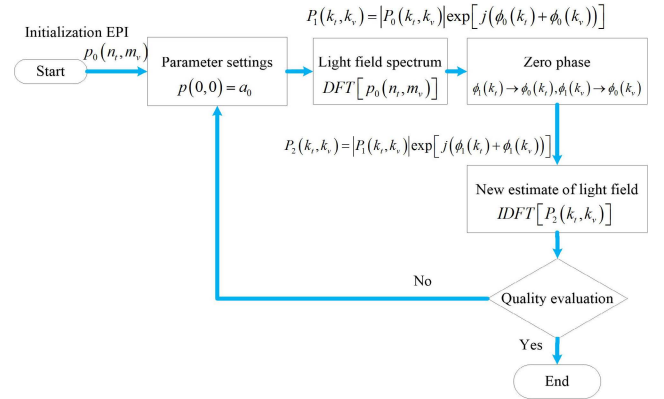 P₁(kₜ,kᵥ)=|P₀(kₜ,kᵥ)|exp[j(ϕ₀(kₜ)+ϕ₀(kᵥ))]
Initialization EPI
p₀(nₜ,mᵥ)
Start
Parameter settings
p(0,0)=a₀
Light field spectrum
DFT[p₀(nₜ,mᵥ)]
Zero phase
ϕ₁(kₜ)→ϕ₀(kₜ),ϕ₁(kᵥ)→ϕ₀(kᵥ)
P₂(kₜ,kᵥ)=|P₁(kₜ,kᵥ)|exp[j(ϕ₁(kₜ)+ϕ₁(kᵥ))]
New estimate of light field
IDFT[P₂(kₜ,kᵥ)]
No
Quality evaluation
Yes
End